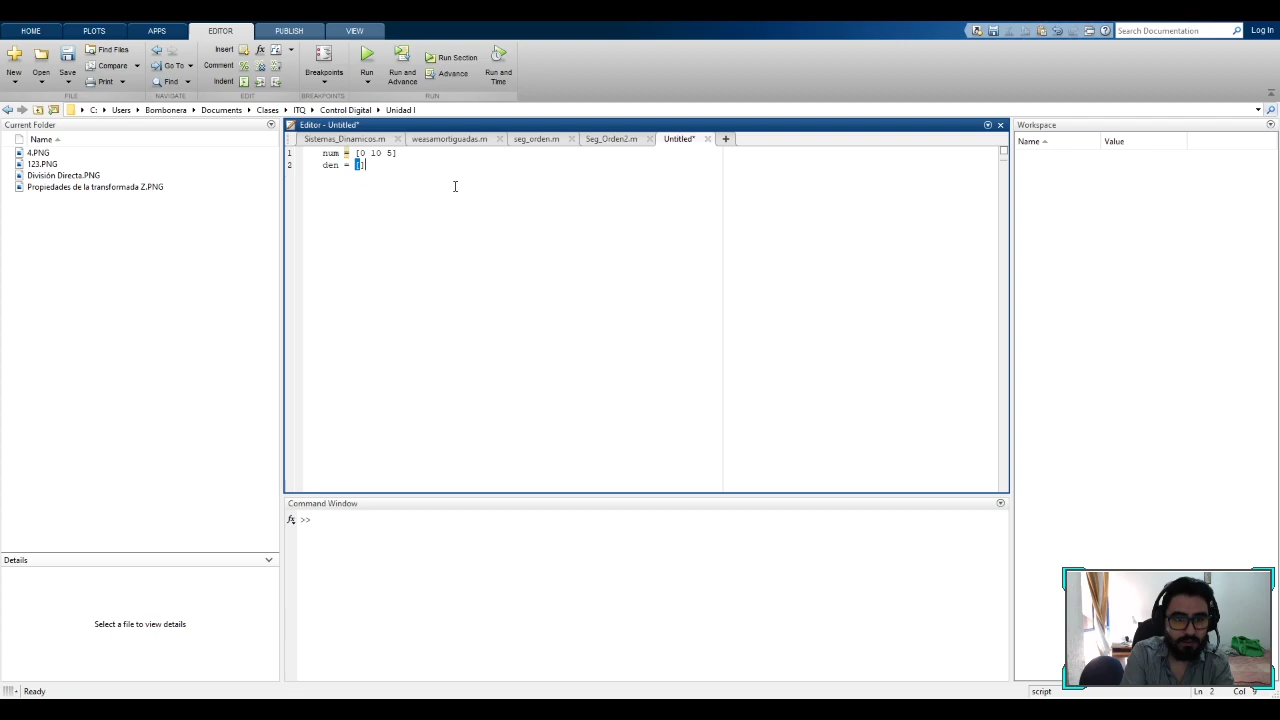 HOME PLOTS APPS EDITOR PUBLISH VIEW Search Documentation Log In
New Open Save Find Files Compare Print Go To Find Insert Comment Indent fx Breakpoints Run Run and Advance Run Section Advance Run and Time
FILE NAVIGATE EDIT BREAKPOINTS RUN
C: Users Bombonera Documents Clases ITQ Control Digital Unidad I
Current Folder
Name
4.PNG
123.PNG
División Directa.PNG
Propiedades de la transformada Z.PNG
Details
Select a file to view details
Editor - Untitled*
Sistemas_Dinamicos.m weasamortiguadas.m seg_orden.m Seg_Orden2.m Untitled*
1 num = [0 10 5]
2 den = []
Command Window
fx >>
Workspace
Name Value
Ready script Ln 2 Col 9